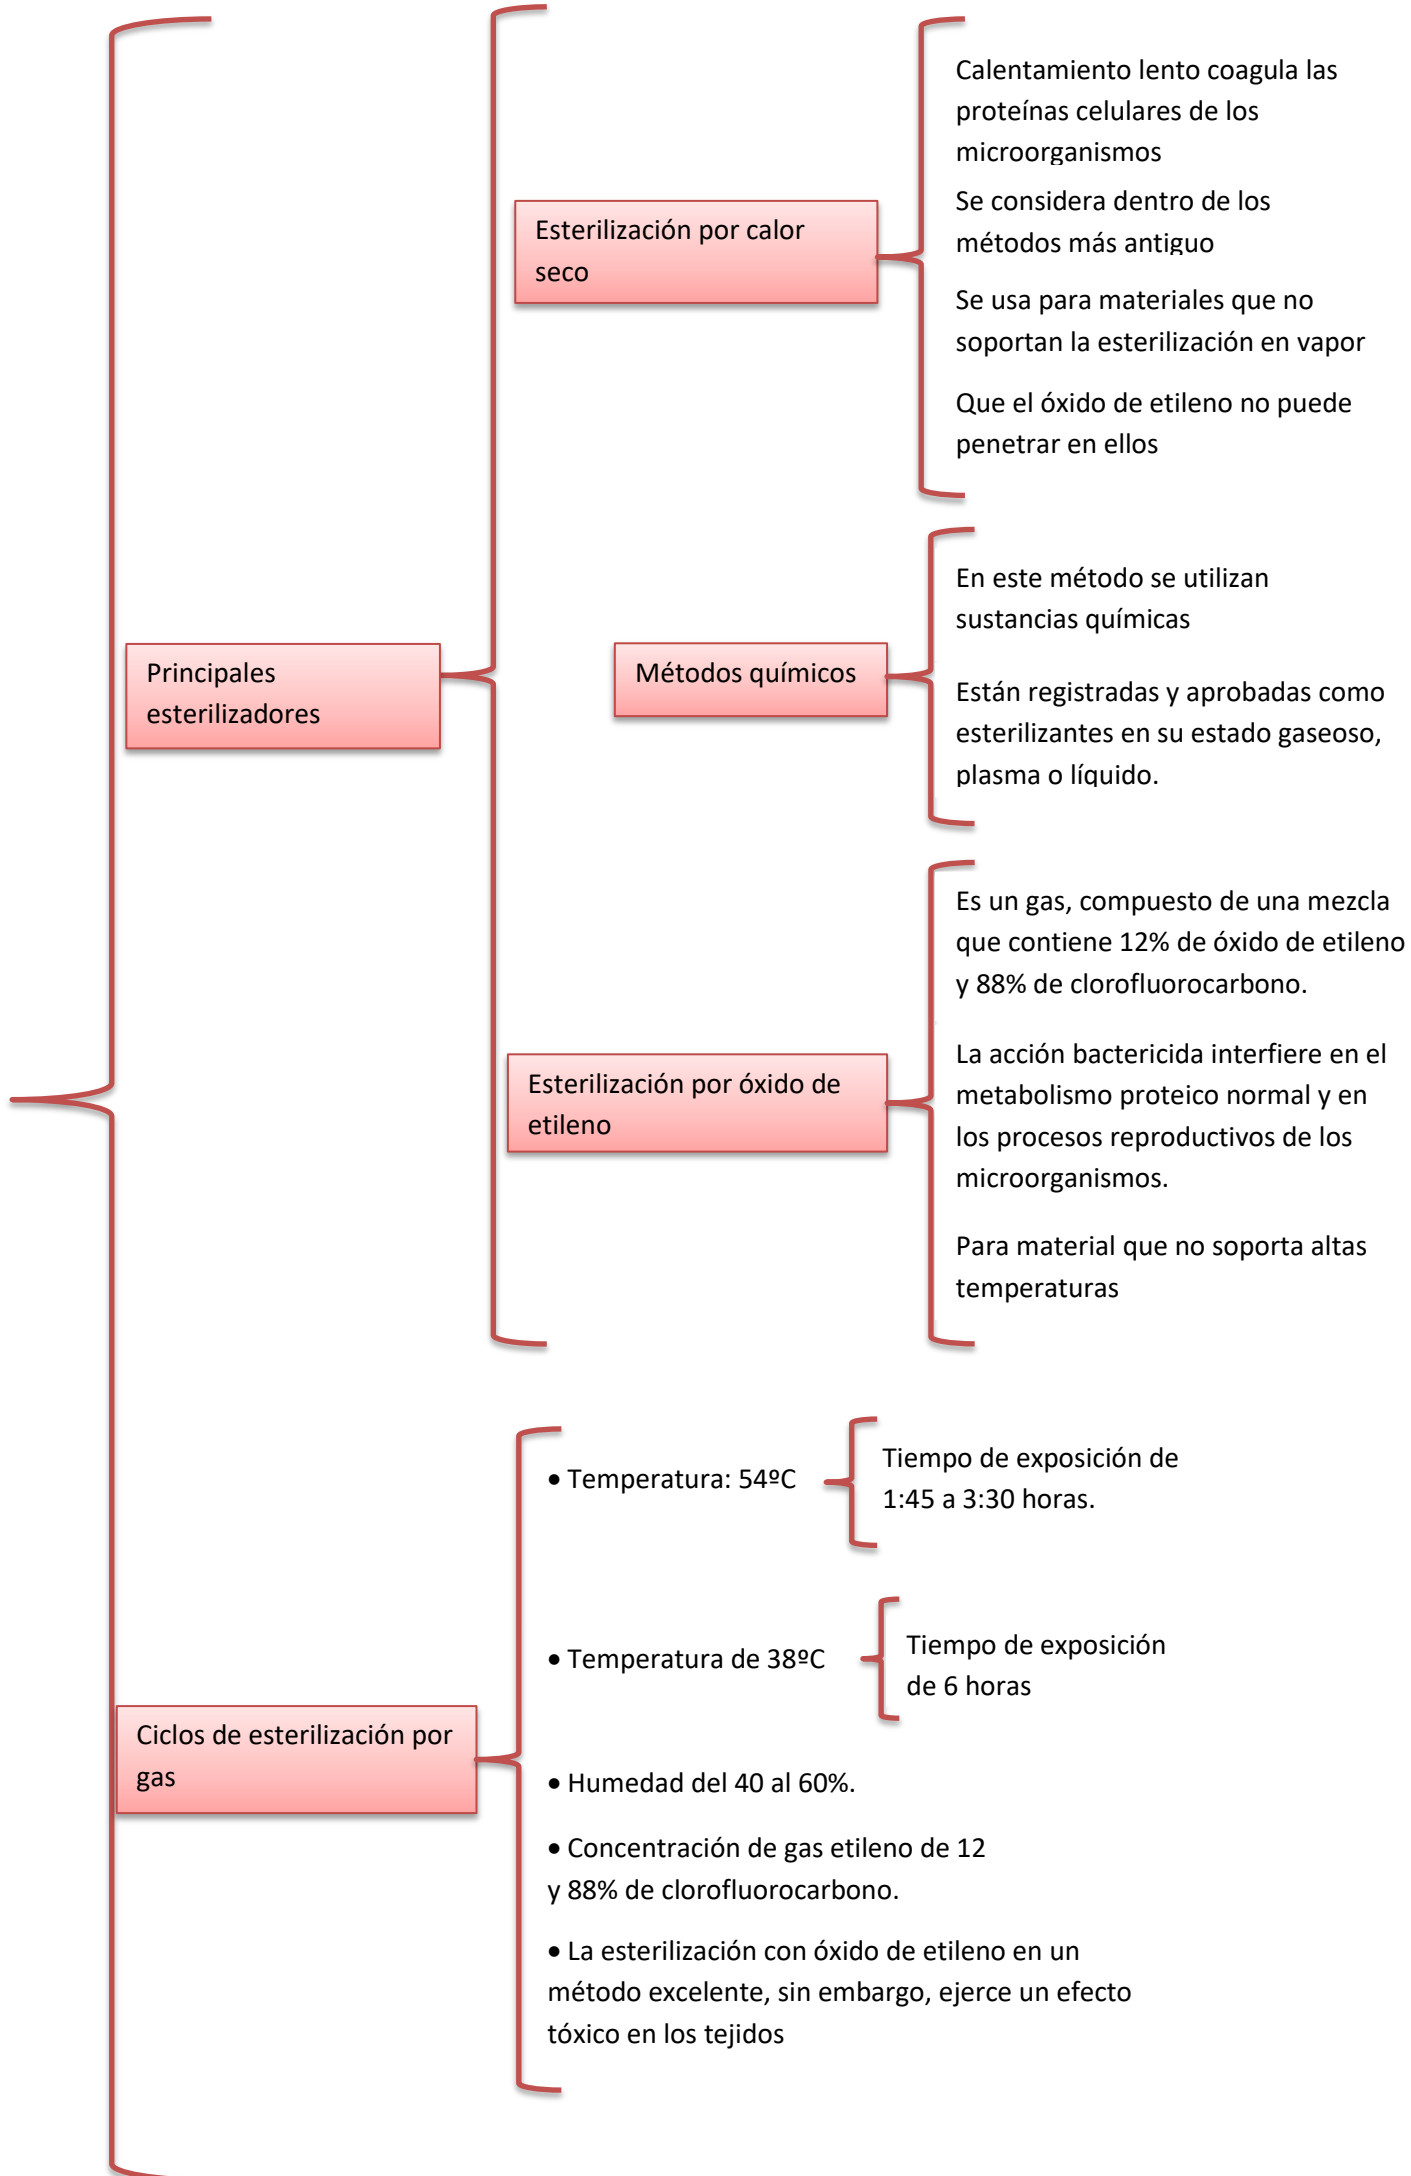 Calentamiento lento coagula las
proteínas celulares de los
microorganismos
Se considera dentro de los
métodos más antiguo
Esterilización por calor
seco
Se usa para materiales que no
soportan la esterilización en vapor
Que el óxido de etileno no puede
penetrar en ellos
En este método se utilizan
sustancias químicas
Principales
esterilizadores
Métodos químicos
Están registradas y aprobadas como
esterilizantes en su estado gaseoso,
plasma o líquido.
Es un gas, compuesto de una mezcla
que contiene 12% de óxido de etileno
y 88% de clorofluorocarbono.
Esterilización por óxido de
etileno
La acción bactericida interfiere en el
metabolismo proteico normal y en
los procesos reproductivos de los
microorganismos.
Para material que no soporta altas
temperaturas
• Temperatura: 54ºC
Tiempo de exposición de
1:45 a 3:30 horas.
• Temperatura de 38ºC
Tiempo de exposición
de 6 horas
Ciclos de esterilización por
gas
• Humedad del 40 al 60%.
• Concentración de gas etileno de 12
y 88% de clorofluorocarbono.
• La esterilización con óxido de etileno en un
método excelente, sin embargo, ejerce un efecto
tóxico en los tejidos